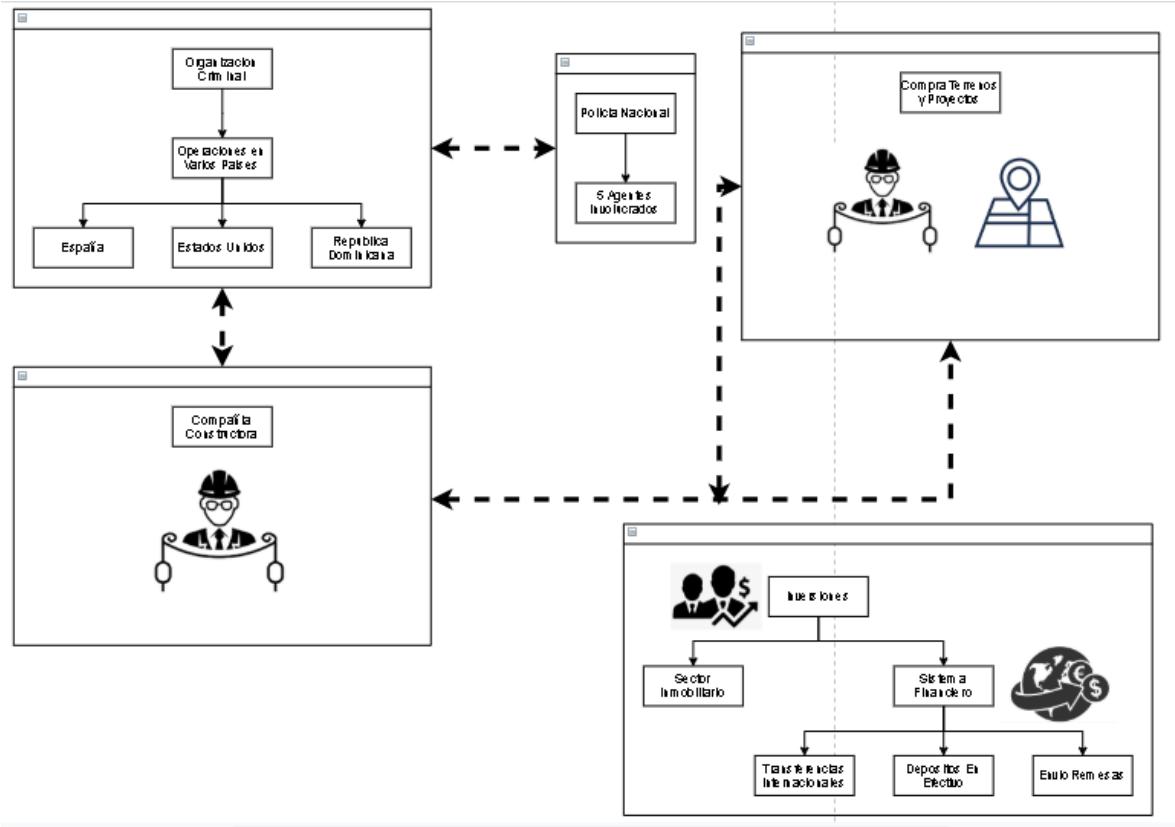 Organizacion
Criminal
Operaciones en
Varios Paises
España
Estados Unidos
Republica
Dominicana
Policia Nacional
5 Agentes
Involucrados
Compra Terrenos
y Proyectos
Compañia
Constructora
Inversiones
Sector
Inmobiliario
Sistema
Financiero
Transferencias
Internacionales
Depositos En
Efectivo
Envio Remesas